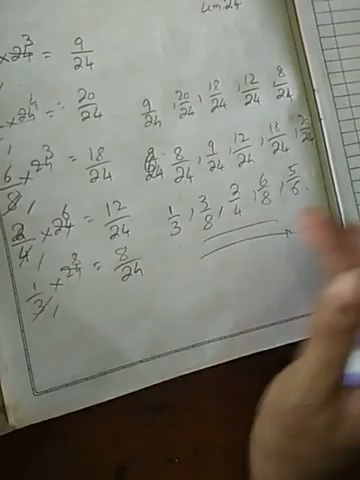 Lcm 24
×24 3 = 9/24
×24 4 = 20/24
9/24, 20/24, 18/24, 12/24, 8/24
6/8 × 24 3 = 18/24
8/24, 9/24, 12/24, 18/24, 20/24
2/4 × 24 6 = 12/24
1/3, 3/8, 2/4, 6/8, 5/6.
1/3 × 24 8 = 8/24